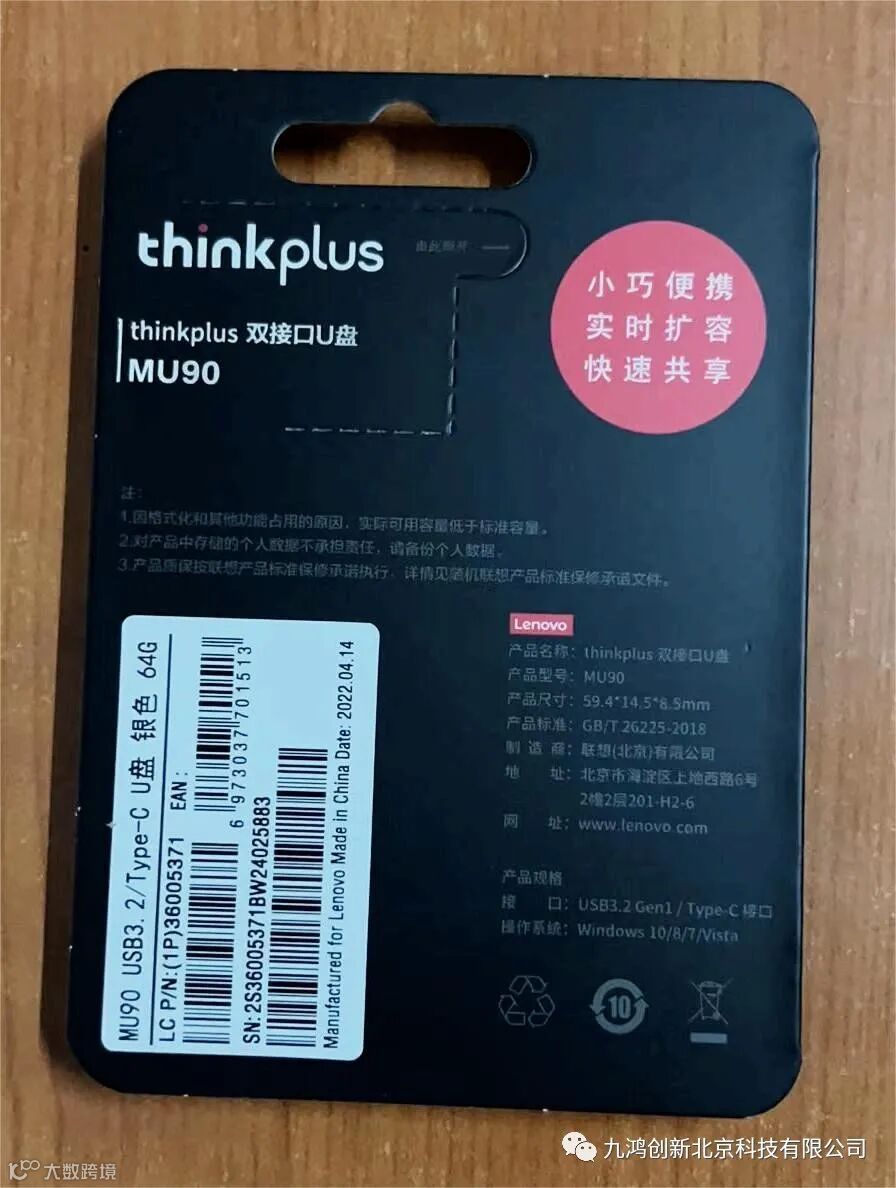 thinkplus
由此撕开
thinkplus 双接口U盘
MU90
小巧便携
实时扩容
快速共享
注:
1.因格式化和其他功能占用的原因，实际可用容量低于标准容量。
2.对产品中存储的个人数据不承担责任，请备份个人数据。
3.产品质保按联想产品标准保修承诺执行，详情见随机联想产品标准保修承诺文件。
MU90 USB3.2/Type-C U盘 银色 64G
LC P/N:(1P)36005371
EAN:
6 973037 701513
SN:2S36005371BW24025883
Manufactured for Lenovo Made in China Date: 2022.04.14
Lenovo
产品名称: thinkplus 双接口U盘
产品型号: MU90
产品尺寸: 59.4*14.5*8.5mm
产品标准: GB/T 26225-2018
制造商: 联想(北京)有限公司
地址: 北京市海淀区上地西路6号
2幢2层201-H2-6
网址: www.lenovo.com
产品规格
接口: USB3.2 Gen1 / Type-C 接口
操作系统: Windows 10/8/7/Vista
10
九鸿创新北京科技有限公司
大数跨境